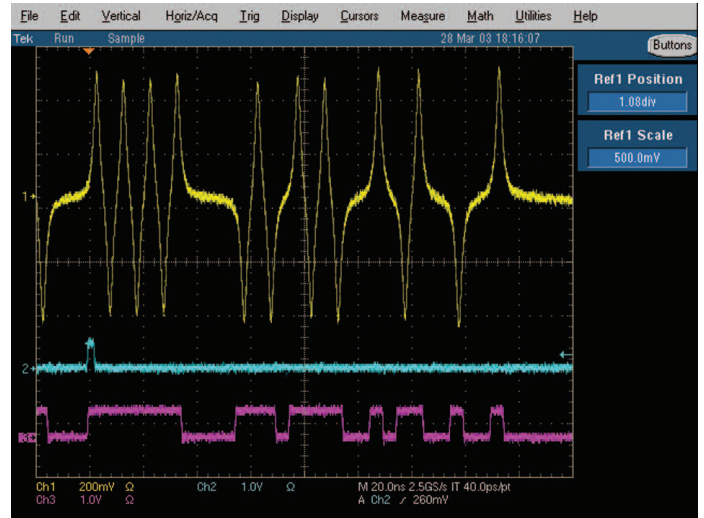 File Edit Vertical Horiz/Acq Trig Display Cursors Measure Math Utilities Help
Tek Run Sample 28 Mar 03 18:16:07
Buttons
Ref1 Position
1.08div
Ref1 Scale
500.0mV
1
2
Ch1 200mV Ω Ch2 1.0V Ω M 20.0ns 2.5GS/s IT 40.0ps/pt
Ch3 1.0V Ω A Ch2 / 260mV